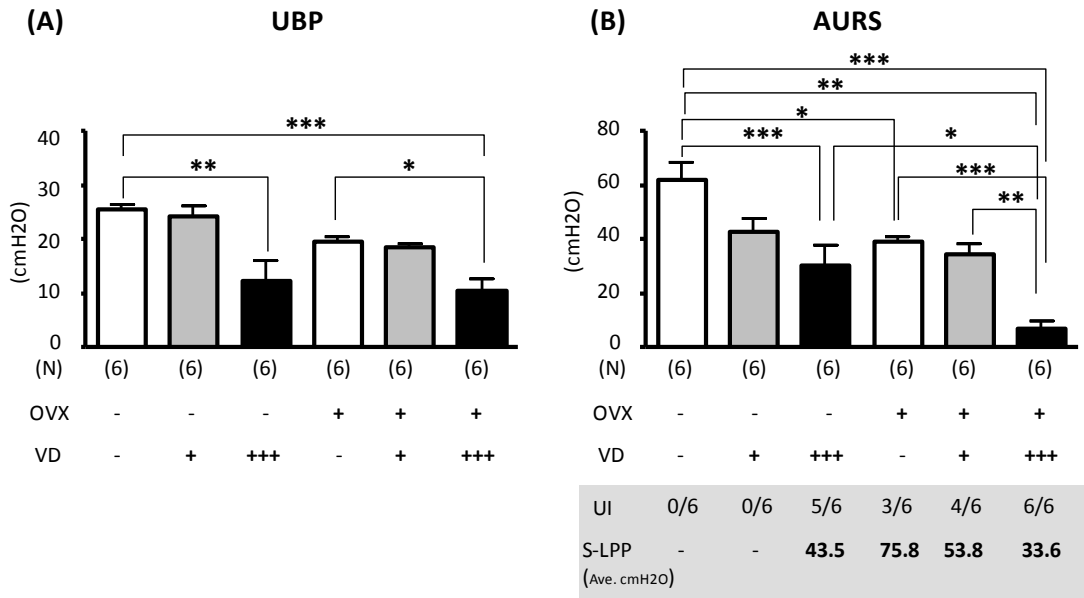 (A) UBP
***
**
*
40
30
20
10
0
(cmH2O)
(N) (6) (6) (6) (6) (6) (6)
OVX - - - + + +
VD - + +++ - + +++
(B) AURS
***
**
*
*** *
***
**
80
60
40
20
0
(cmH2O)
(N) (6) (6) (6) (6) (6) (6)
OVX - - - + + +
VD - + +++ - + +++
UI 0/6 0/6 5/6 3/6 4/6 6/6
S-LPP - - 43.5 75.8 53.8 33.6
(Ave. cmH2O)